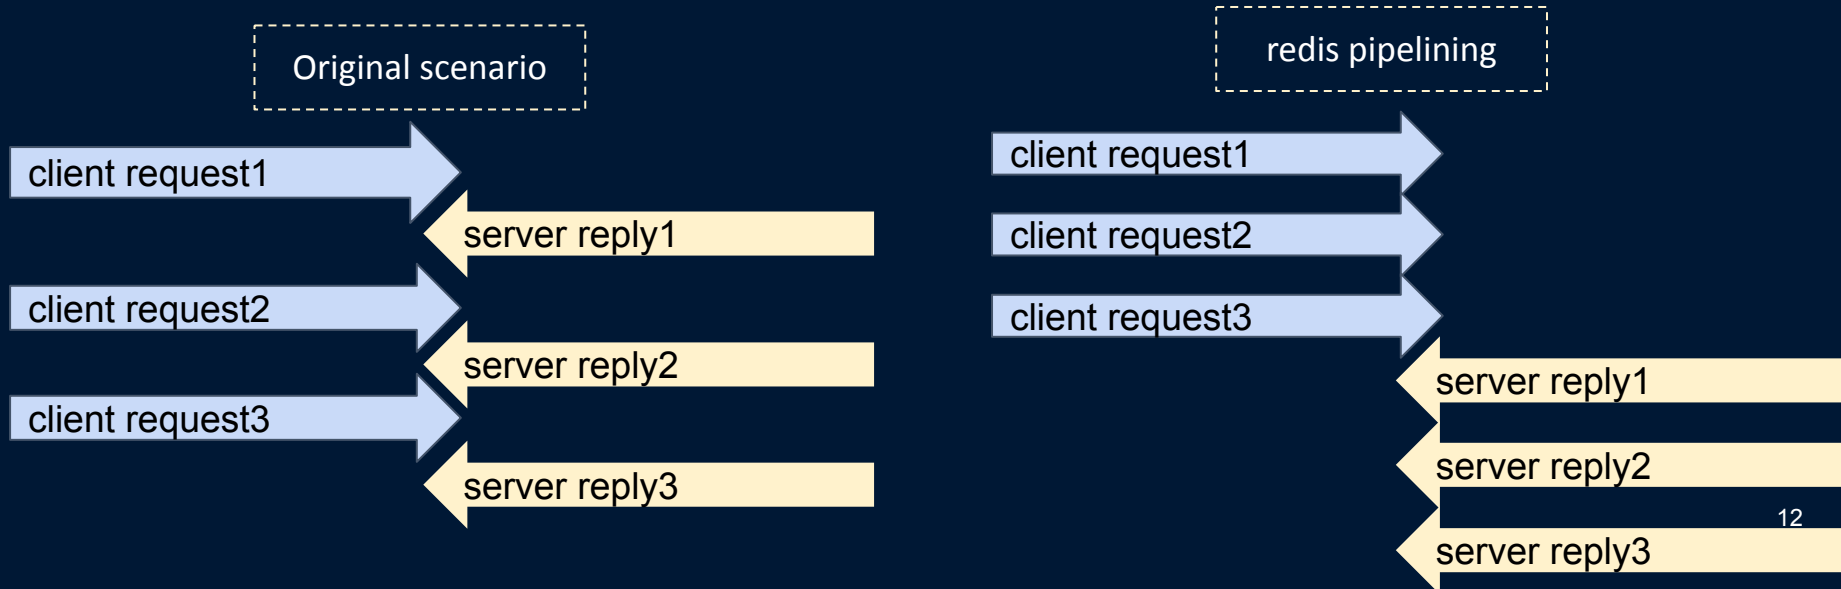 Original scenario
client request1
server reply1
client request2
server reply2
client request3
server reply3
redis pipelining
client request1
client request2
client request3
server reply1
server reply2
12
server reply3